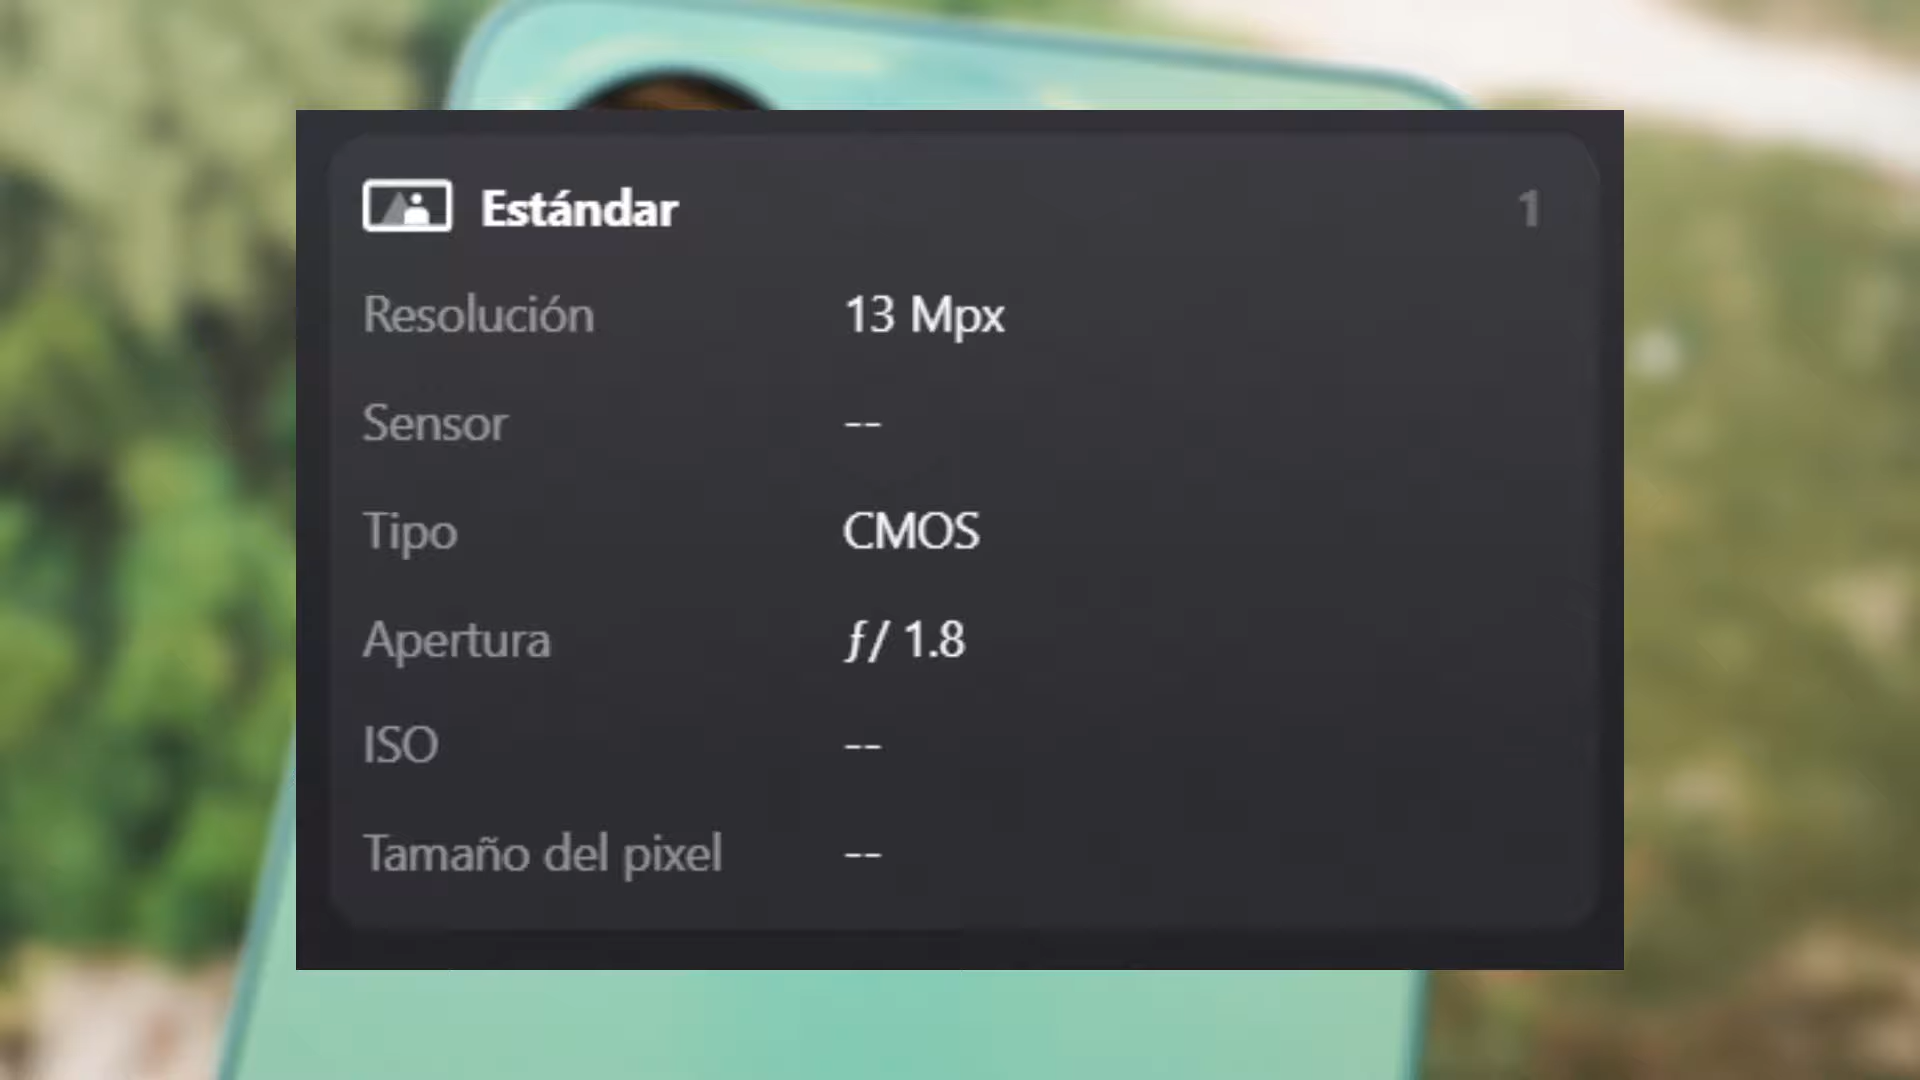 Estándar 1
Resolución 13 Mpx
Sensor --
Tipo CMOS
Apertura ƒ/ 1.8
ISO --
Tamaño del pixel --